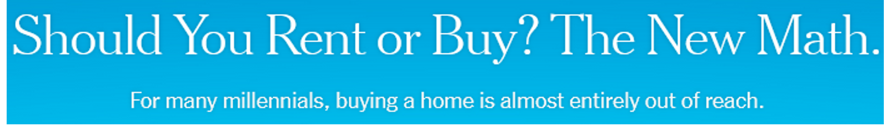 Should You Rent or Buy? The New Math.
For many millennials, buying a home is almost entirely out of reach.